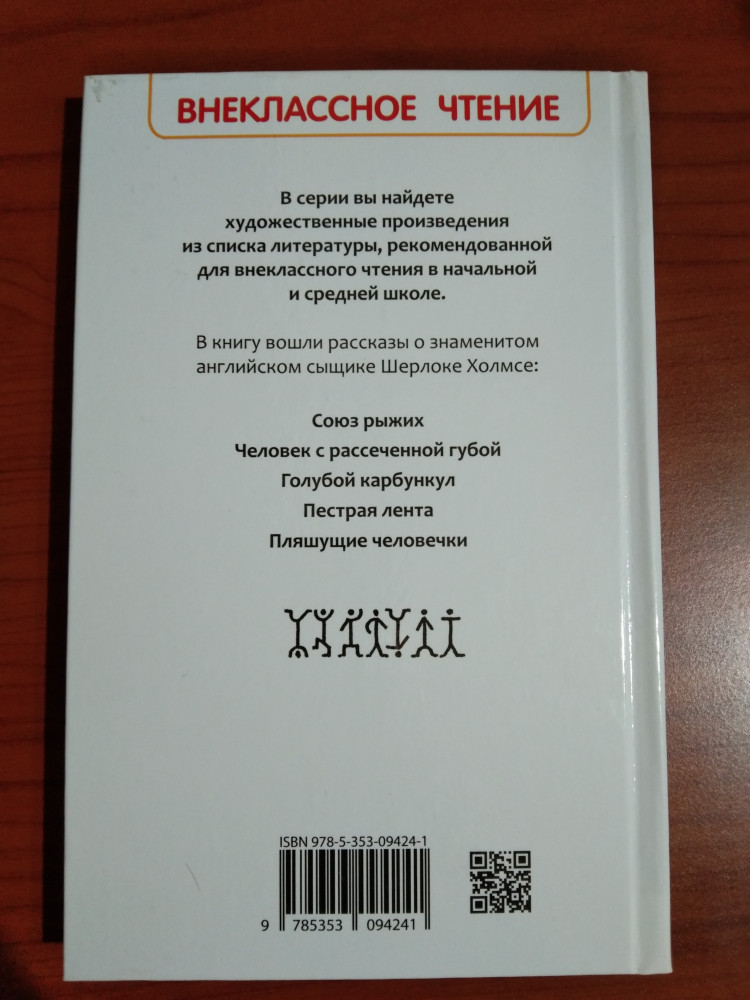 ВНЕКЛАССНОЕ ЧТЕНИЕ
В серии вы найдете
художественные произведения
из списка литературы, рекомендованной
для внеклассного чтения в начальной
и средней школе.
В книгу вошли рассказы о знаменитом
английском сыщике Шерлоке Холмсе:
Союз рыжих
Человек с рассеченной губой
Голубой карбункул
Пестрая лента
Пляшущие человечки
ISBN 978-5-353-09424-1
9 785353 094241